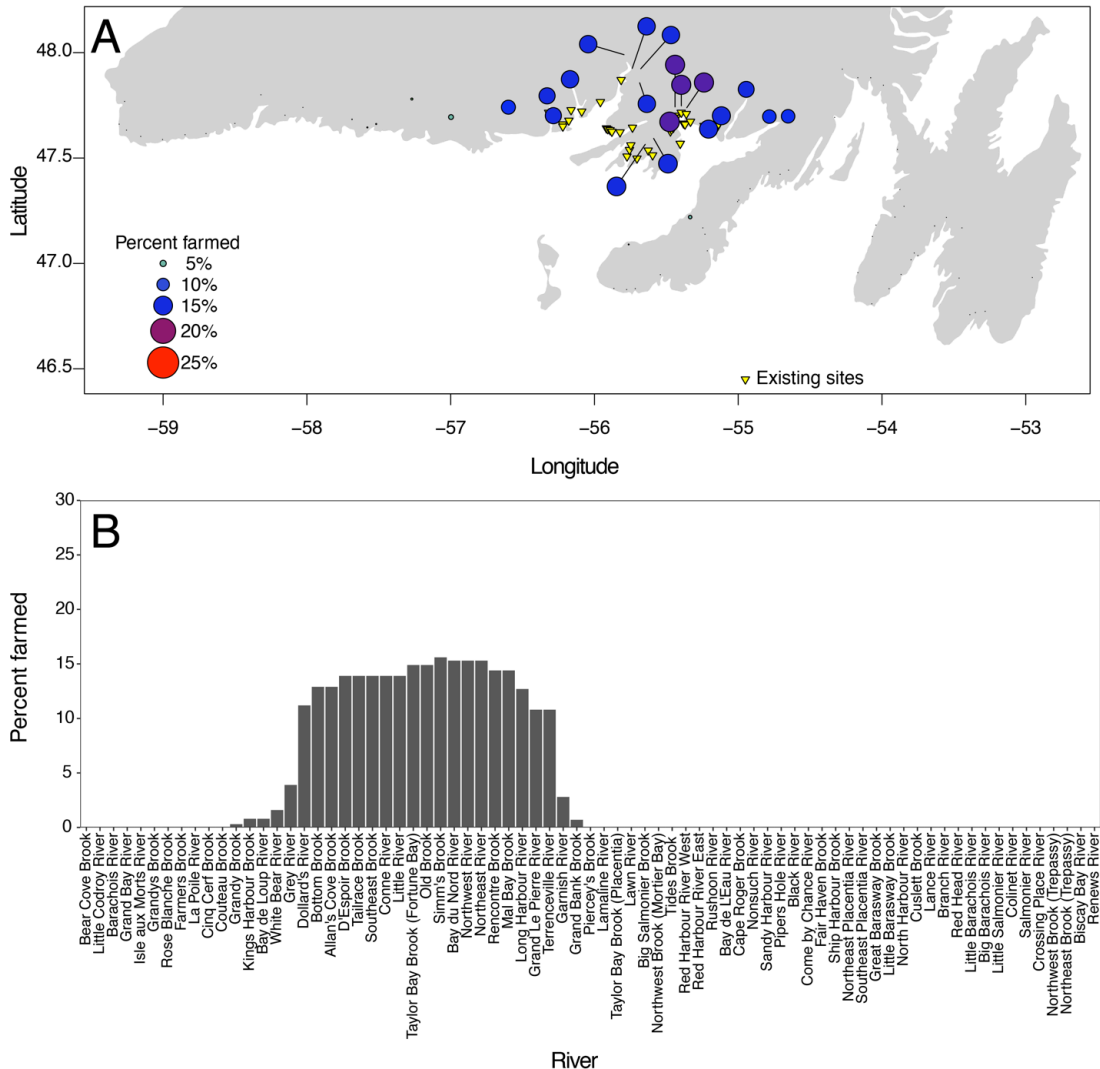 A
48.0
47.5
47.0
46.5
Latitude
Percent farmed
5%
10%
15%
20%
25%
Existing sites
−59
−58
−57
−56
−55
−54
−53
Longitude
B
30
25
20
15
10
5
0
Percent farmed
Bear Cove Brook
Little Codroy River
Barachois River
Grand Bay River
Isle aux Morts River
Grandys Brook
Rose Blanche Brook
Farmers Brook
La Poile River
Cinq Cerf Brook
Couteau Brook
Grandy Brook
Kings Harbour Brook
Bay de Loup River
White Bear River
Grey River
Dollard's River
Bottom Brook
Allan's Cove Brook
D'Espoir Brook
Tailrace Brook
Southeast Brook
Conne River
Little River
Taylor Bay Brook (Fortune Bay)
Old Brook
Simm's Brook
Bay du Nord River
Northwest River
Northeast River
Rencontre Brook
Mal Bay Brook
Long Harbour River
Grand Le Pierre River
Terrenceville River
Garnish River
Grand Bank Brook
Piercey's Brook
Lamaline River
Taylor Bay Brook (Placentia)
Lawn River
Big Salmonier Brook
Northwest Brook (Mortier Bay)
Tides Brook
Red Harbour River West
Red Harbour River East
Rushoon River
Bay de L'Eau River
Cape Roger Brook
Nonsuch River
Sandy Harbour River
Pipers Hole River
Black River
Come by Chance River
Fair Haven Brook
Ship Harbour Brook
Northeast Placentia River
Southeast Placentia River
Great Barasway Brook
Little Barasway Brook
North Harbour River
Cuslett Brook
Lance River
Branch River
Red Head River
Little Barachois River
Big Barachois River
Little Salmonier River
Colinet River
Salmonier River
Crossing Place River
Northwest Brook (Trepassy)
Northeast Brook (Trepassy)
Biscay Bay River
Renews River
River